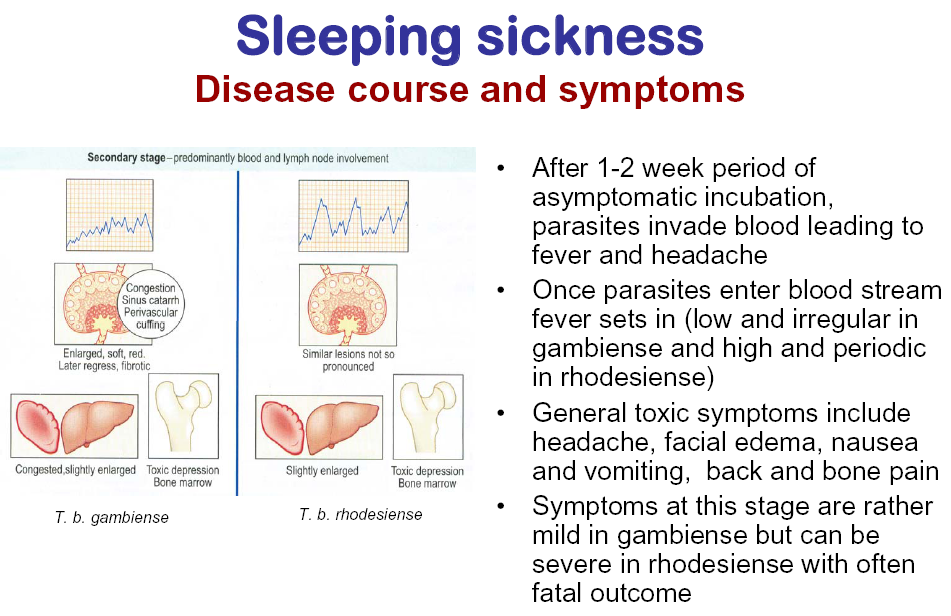 Sleeping sickness
Disease course and symptoms
Secondary stage – predominantly blood and lymph node involvement
Congestion
Sinus catarrh
Perivascular
cuffing
Enlarged, soft, red.
Later regress, fibrotic
Congested,slightly enlarged
Toxic depression
Bone marrow
T. b. gambiense
Similar lesions not so
pronounced
Slightly enlarged
Toxic depression
Bone marrow
T. b. rhodesiense
• After 1-2 week period of
asymptomatic incubation,
parasites invade blood leading to
fever and headache
• Once parasites enter blood stream
fever sets in (low and irregular in
gambiense and high and periodic
in rhodesiense)
• General toxic symptoms include
headache, facial edema, nausea
and vomiting,  back and bone pain
• Symptoms at this stage are rather
mild in gambiense but can be
severe in rhodesiense with often
fatal outcome